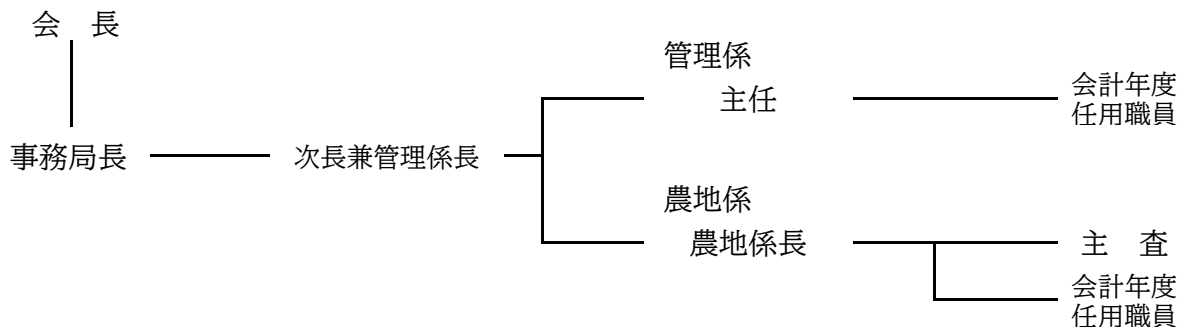 会　長
事務局長
次長兼管理係長
管理係
主任
会計年度
任用職員
農地係
農地係長
主　査
会計年度
任用職員